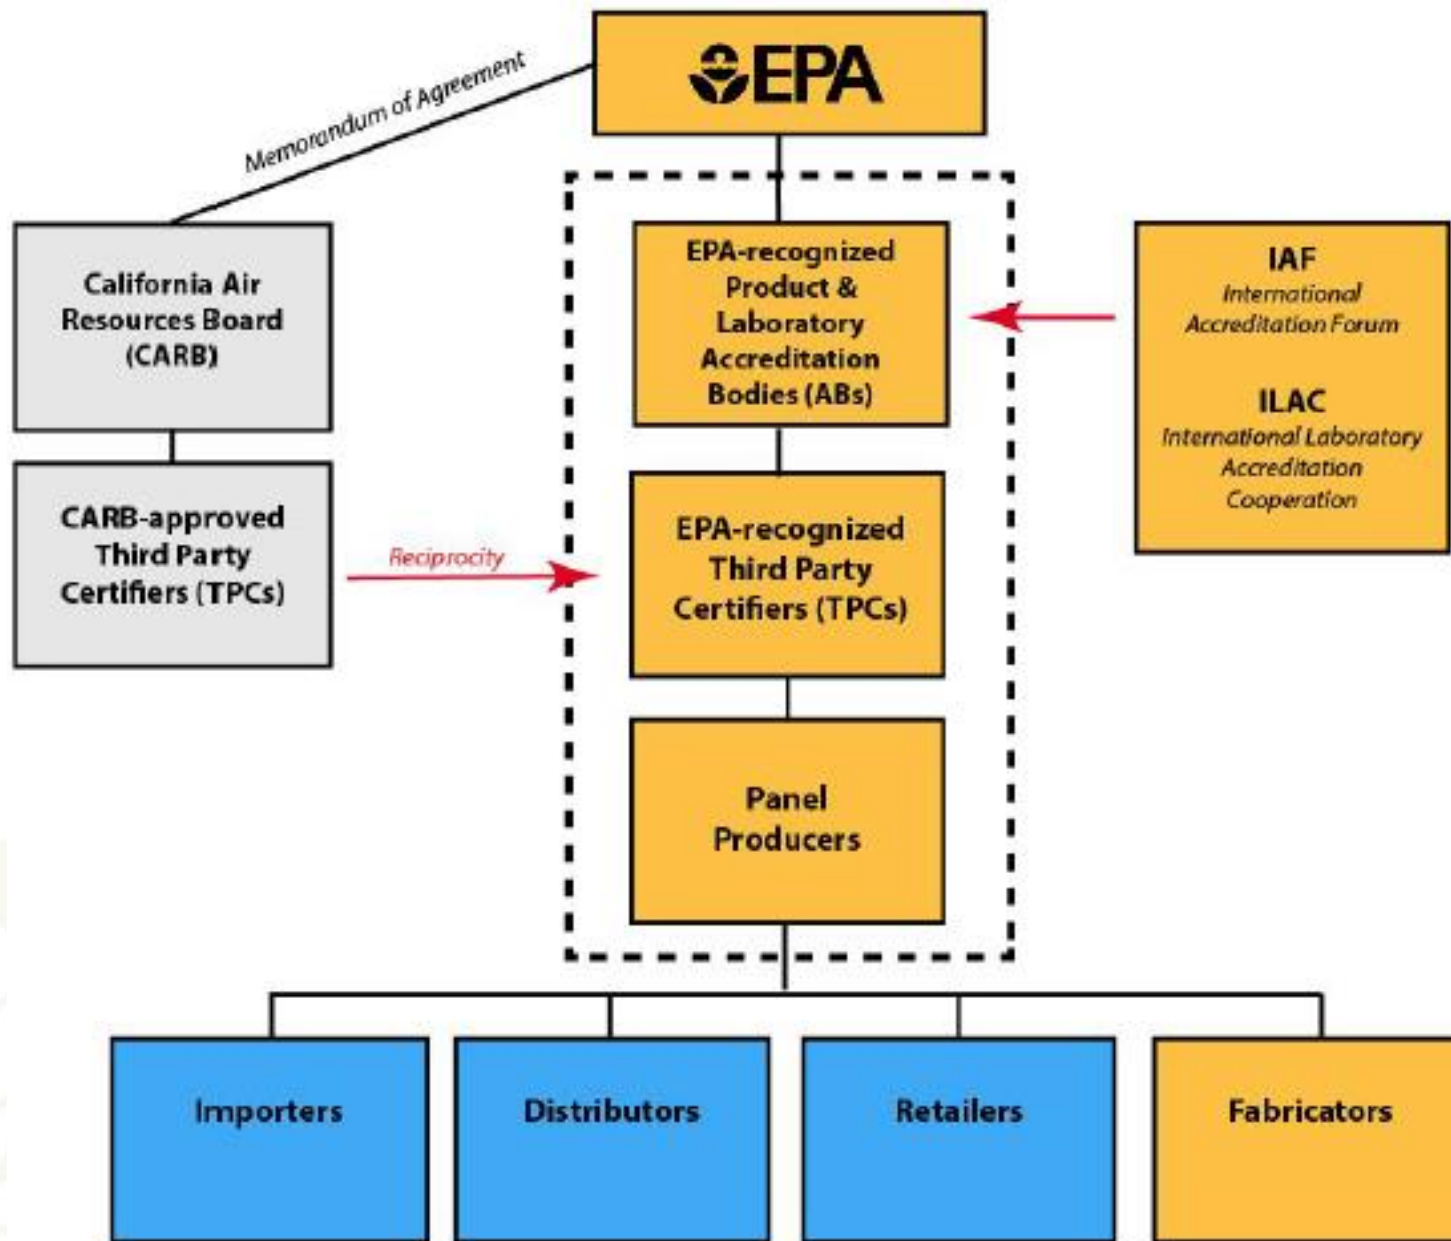 EPA
Memorandum of Agreement
California Air
Resources Board
(CARB)
EPA-recognized
Product &
Laboratory
Accreditation
Bodies (ABs)
IAF
International
Accreditation Forum
ILAC
International Laboratory
Accreditation
Cooperation
CARB-approved
Third Party
Certifiers (TPCs)
Reciprocity
EPA-recognized
Third Party
Certifiers (TPCs)
Panel
Producers
Importers
Distributors
Retailers
Fabricators